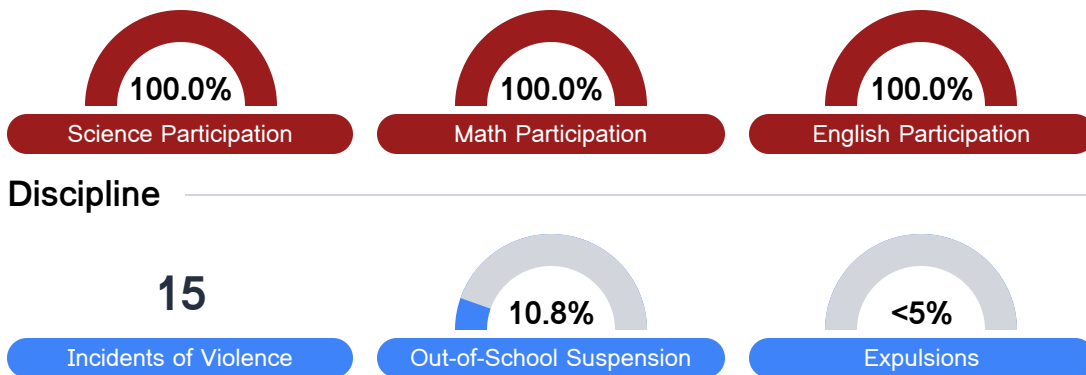 100.0% 100.0% 100.0%
Science Participation Math Participation English Participation
Discipline
15 10.8% <5%
Incidents of Violence Out-of-School Suspension Expulsions